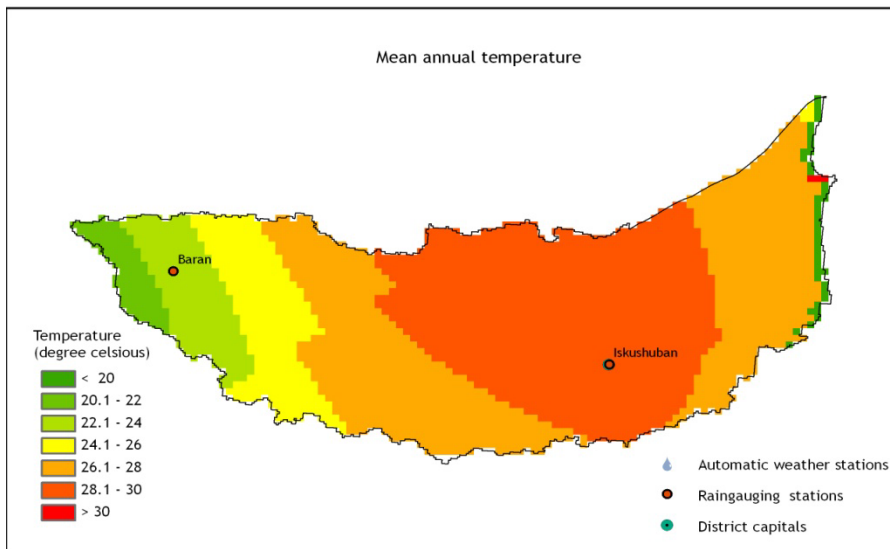 Mean annual temperature
Baran
Iskushuban
Temperature
(degree celsious)
< 20
20.1 - 22
22.1 - 24
24.1 - 26
26.1 - 28
28.1 - 30
> 30
Automatic weather stations
Raingauging stations
District capitals